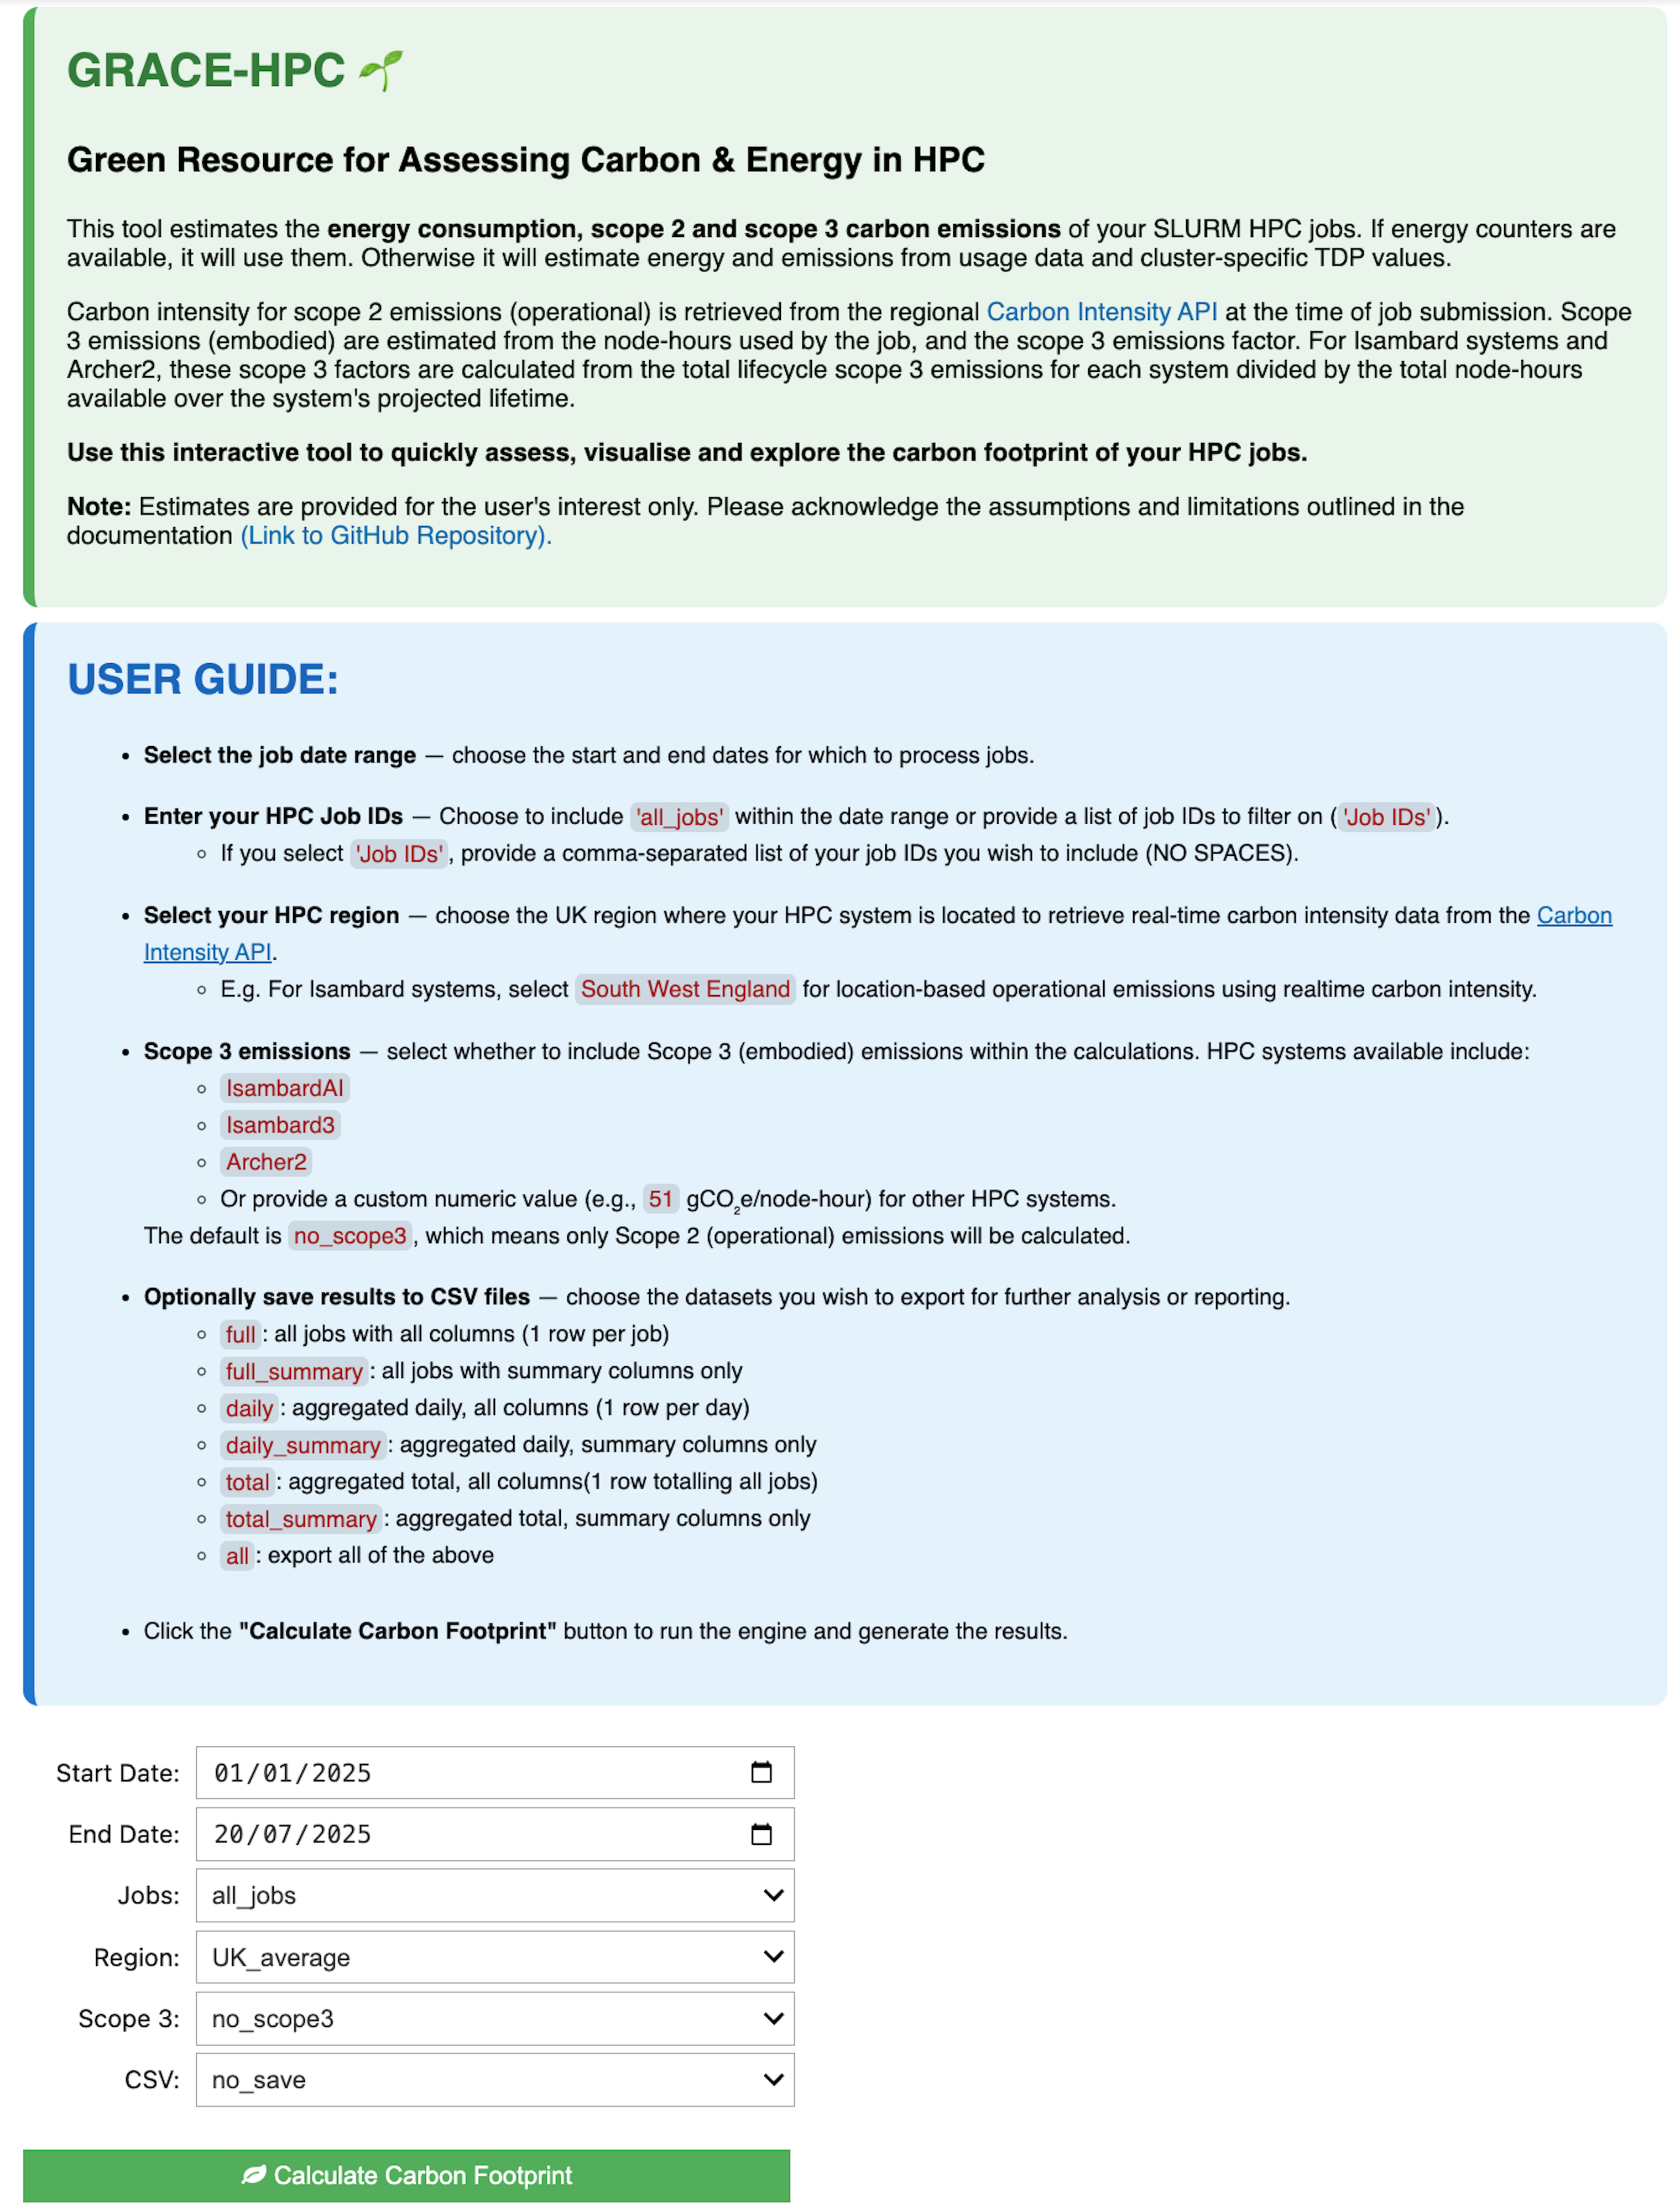 GRACE-HPC
Green Resource for Assessing Carbon & Energy in HPC
This tool estimates the energy consumption, scope 2 and scope 3 carbon emissions of your SLURM HPC jobs. If energy counters are
available, it will use them. Otherwise it will estimate energy and emissions from usage data and cluster-specific TDP values.
Carbon intensity for scope 2 emissions (operational) is retrieved from the regional Carbon Intensity API at the time of job submission. Scope
3 emissions (embodied) are estimated from the node-hours used by the job, and the scope 3 emissions factor. For Isambard systems and
Archer2, these scope 3 factors are calculated from the total lifecycle scope 3 emissions for each system divided by the total node-hours
available over the system's projected lifetime.
Use this interactive tool to quickly assess, visualise and explore the carbon footprint of your HPC jobs.
Note: Estimates are provided for the user's interest only. Please acknowledge the assumptions and limitations outlined in the
documentation (Link to GitHub Repository).
USER GUIDE:
• Select the job date range — choose the start and end dates for which to process jobs.
• Enter your HPC Job IDs — Choose to include 'all_jobs' within the date range or provide a list of job IDs to filter on ('Job IDs').
◦ If you select 'Job IDs', provide a comma-separated list of your job IDs you wish to include (NO SPACES).
• Select your HPC region — choose the UK region where your HPC system is located to retrieve real-time carbon intensity data from the Carbon
Intensity API.
◦ E.g. For Isambard systems, select South West England for location-based operational emissions using realtime carbon intensity.
• Scope 3 emissions — select whether to include Scope 3 (embodied) emissions within the calculations. HPC systems available include:
◦ IsambardAI
◦ Isambard3
◦ Archer2
◦ Or provide a custom numeric value (e.g., 51 gCO₂e/node-hour) for other HPC systems.
The default is no_scope3, which means only Scope 2 (operational) emissions will be calculated.
• Optionally save results to CSV files — choose the datasets you wish to export for further analysis or reporting.
◦ full: all jobs with all columns (1 row per job)
◦ full_summary: all jobs with summary columns only
◦ daily: aggregated daily, all columns (1 row per day)
◦ daily_summary: aggregated daily, summary columns only
◦ total: aggregated total, all columns(1 row totalling all jobs)
◦ total_summary: aggregated total, summary columns only
◦ all: export all of the above
• Click the "Calculate Carbon Footprint" button to run the engine and generate the results.
Start Date: 01/01/2025
End Date: 20/07/2025
Jobs: all_jobs
Region: UK_average
Scope 3: no_scope3
CSV: no_save
Calculate Carbon Footprint